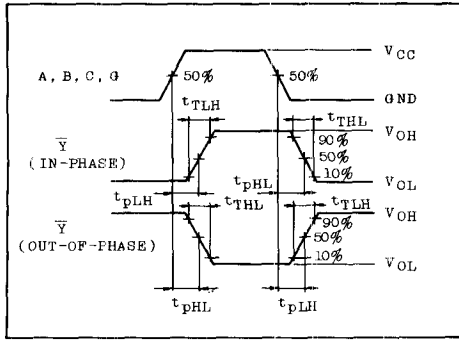 VCC
A, B, C, G
50%
50%
GND
tTLH
tTHL
Y̅
(IN-PHASE)
VOH
90%
50%
10%
tpLH
tpHL
VOL
tTHL
tTLH
Y̅
(OUT-OF-PHASE)
VOH
90%
50%
10%
VOL
tpHL
tpLH